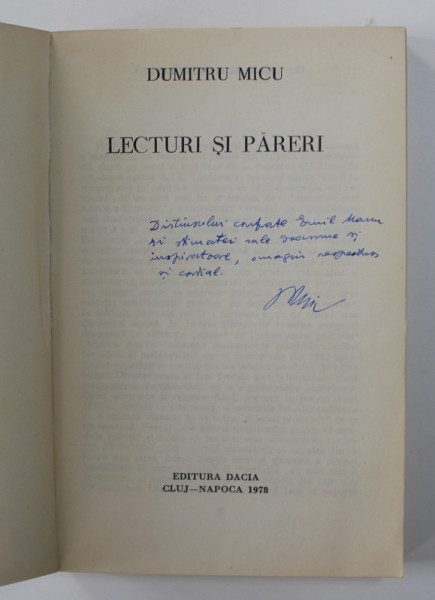 DUMITRU MICU
LECTURI ȘI PĂRERI
Distinsului confrate Emil Manu
și stimatei sale doamne și
inspiratoare, omagiu respectuos
și cordial.
EDITURA DACIA
CLUJ—NAPOCA 1978